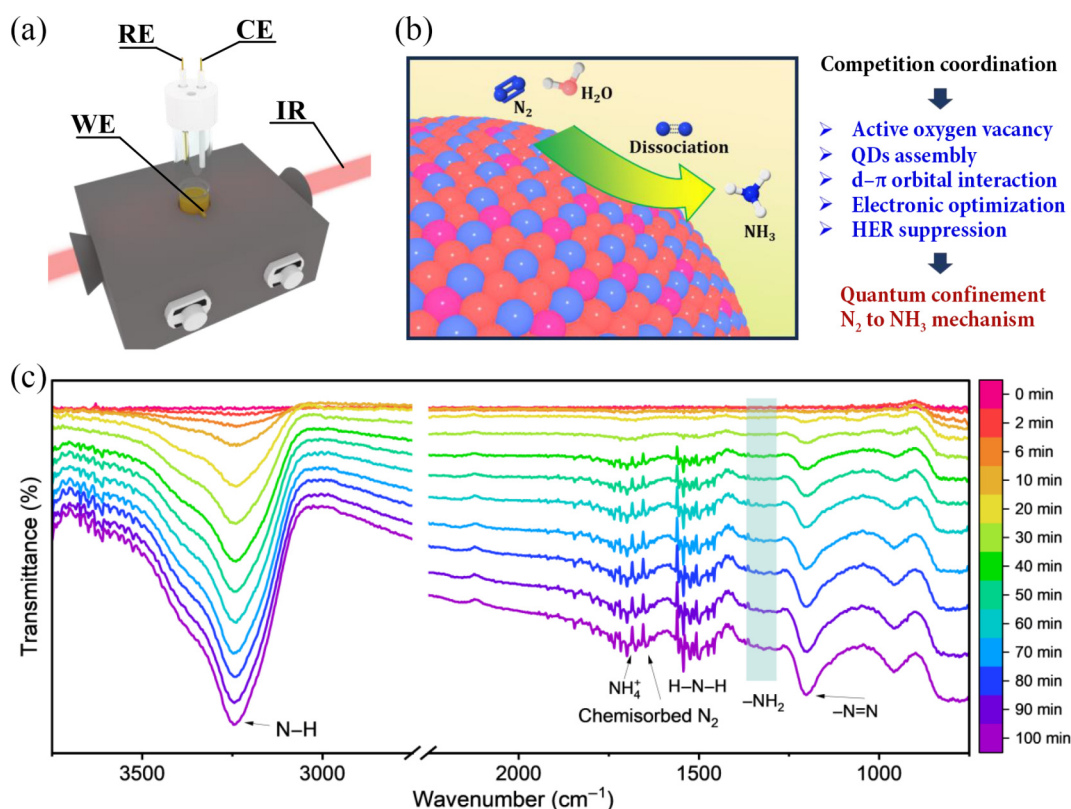 (a)
RE
CE
WE
IR
(b)
N₂
H₂O
Dissociation
NH₃
Competition coordination
➢ Active oxygen vacancy
➢ QDs assembly
➢ d–π orbital interaction
➢ Electronic optimization
➢ HER suppression
Quantum confinement
N₂ to NH₃ mechanism
(c)
Transmittance (%)
N–H
NH₄⁺
Chemisorbed N₂
H–N–H
–NH₂
–N=N
0 min
2 min
6 min
10 min
20 min
30 min
40 min
50 min
60 min
70 min
80 min
90 min
100 min
3500 3000 2000 1500 1000
Wavenumber (cm⁻¹)